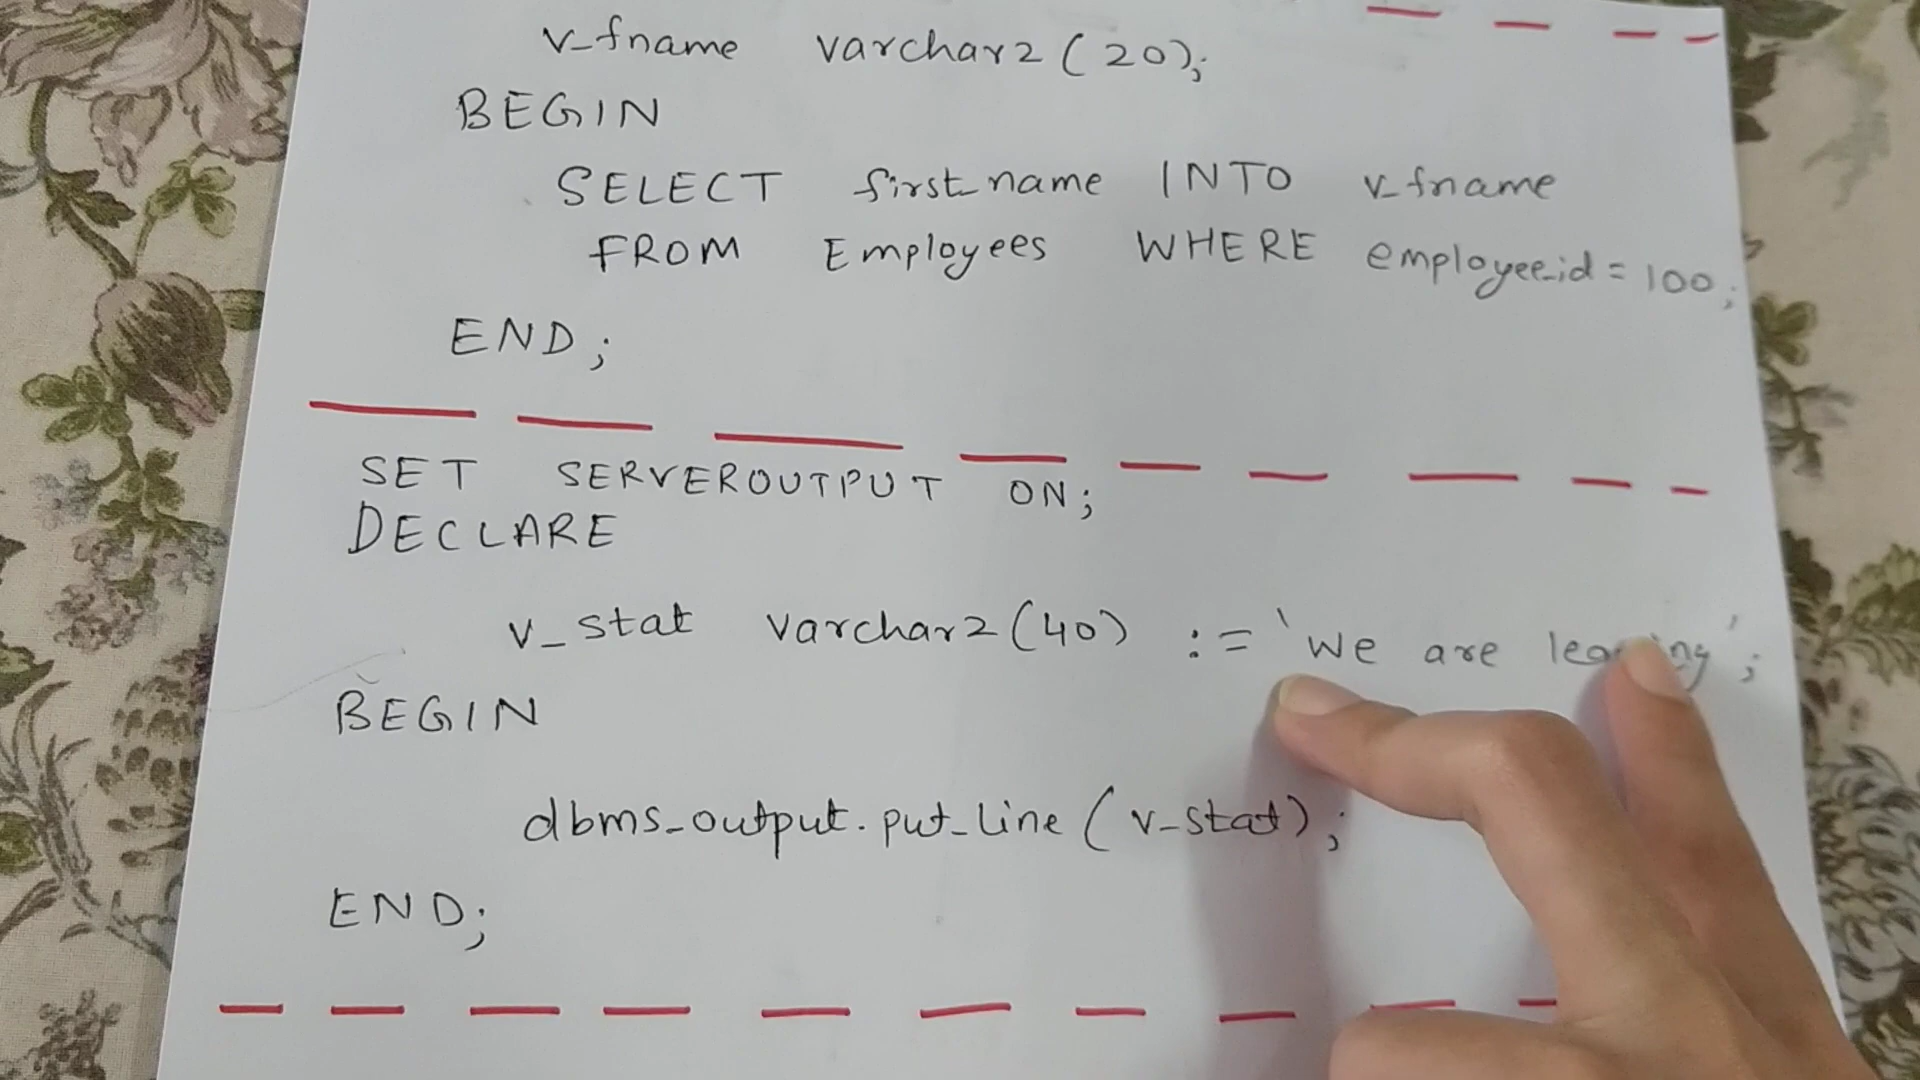 v_fname varchar2(20);
BEGIN
SELECT first_name INTO v_fname
FROM Employees WHERE employee_id = 100;
END;
SET SERVEROUTPUT ON;
DECLARE
v_stat varchar2(40) := 'We are
BEGIN
dbms_output.put_line(v_stat);
END;